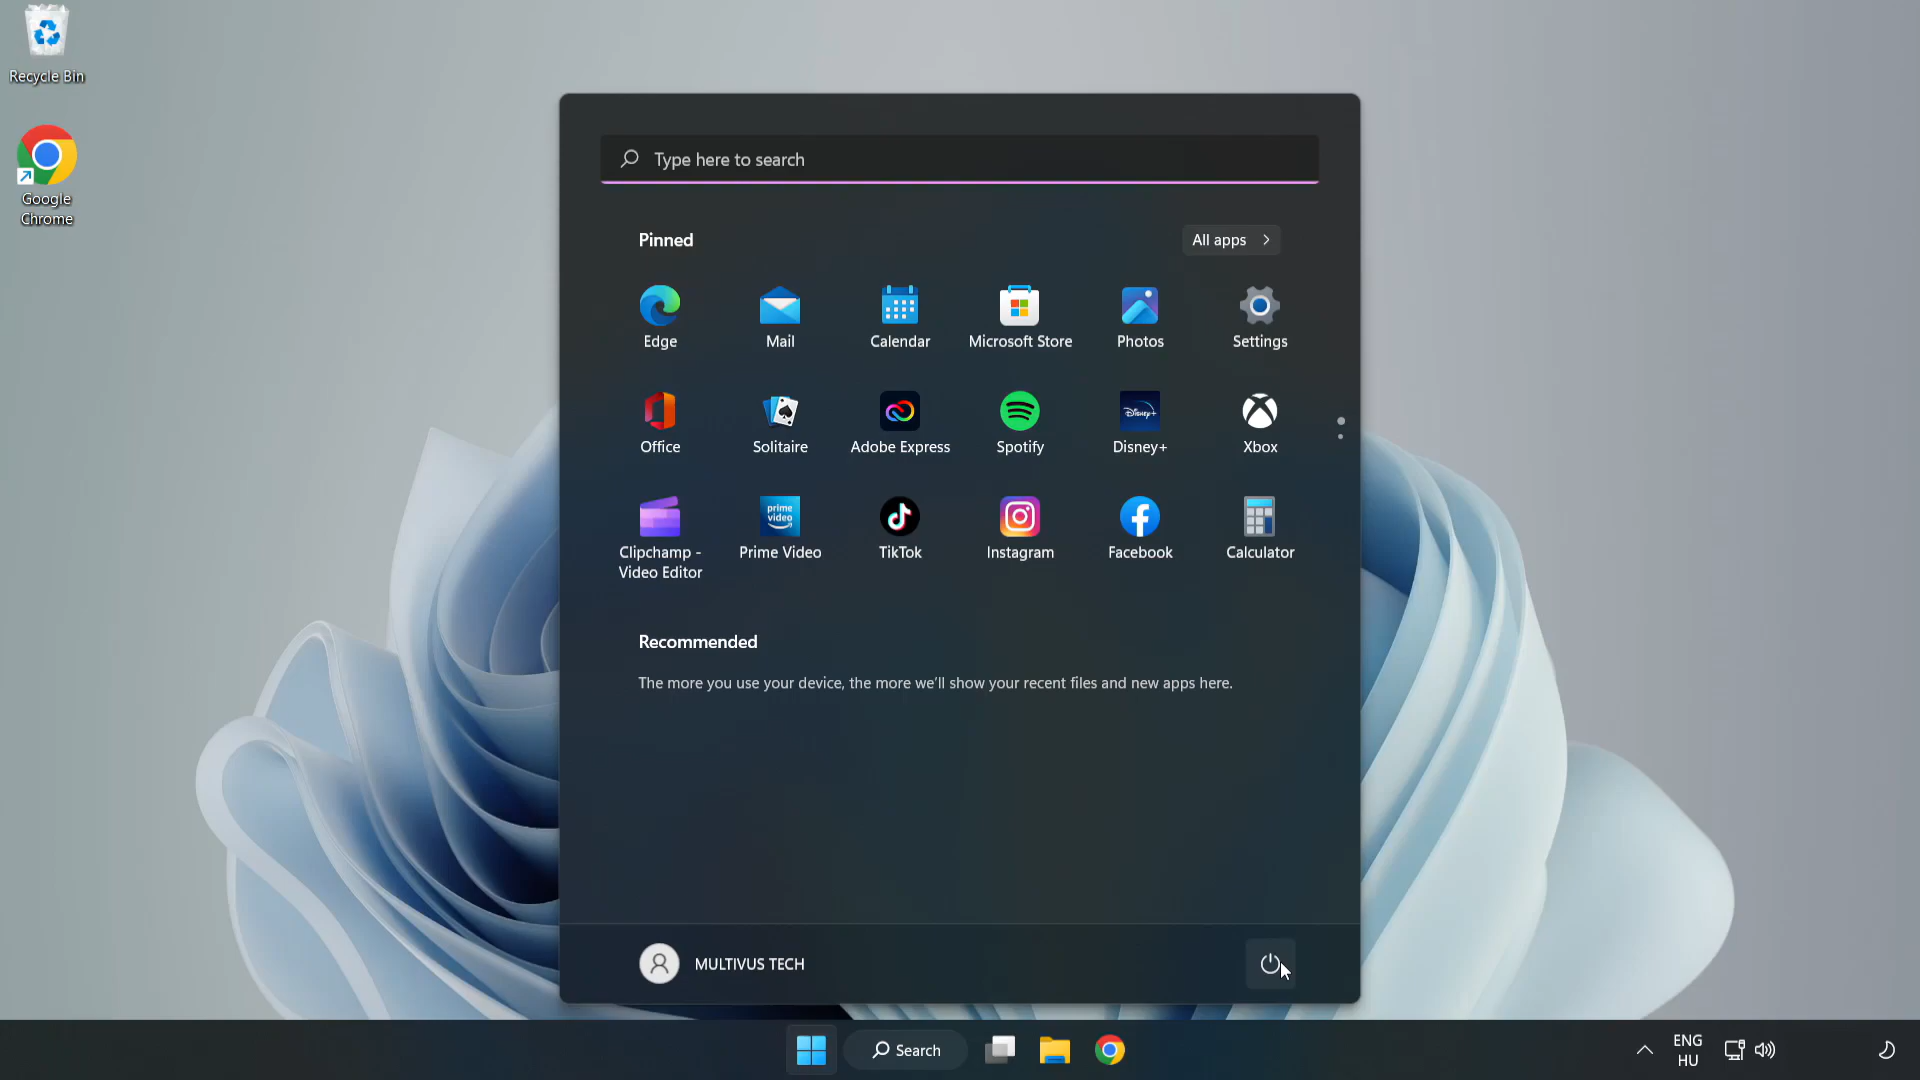 Recycle Bin
Google
Chrome
Type here to search
Pinned
All apps
Edge
Mail
Calendar
Microsoft Store
Photos
Settings
Office
Solitaire
Adobe Express
Spotify
Disney+
Disney+
Xbox
prime
video
Clipchamp -
Video Editor
Prime Video
TikTok
Instagram
Facebook
Calculator
Recommended
The more you use your device, the more we'll show your recent files and new apps here.
MULTIVUS TECH
Search
ENG
HU